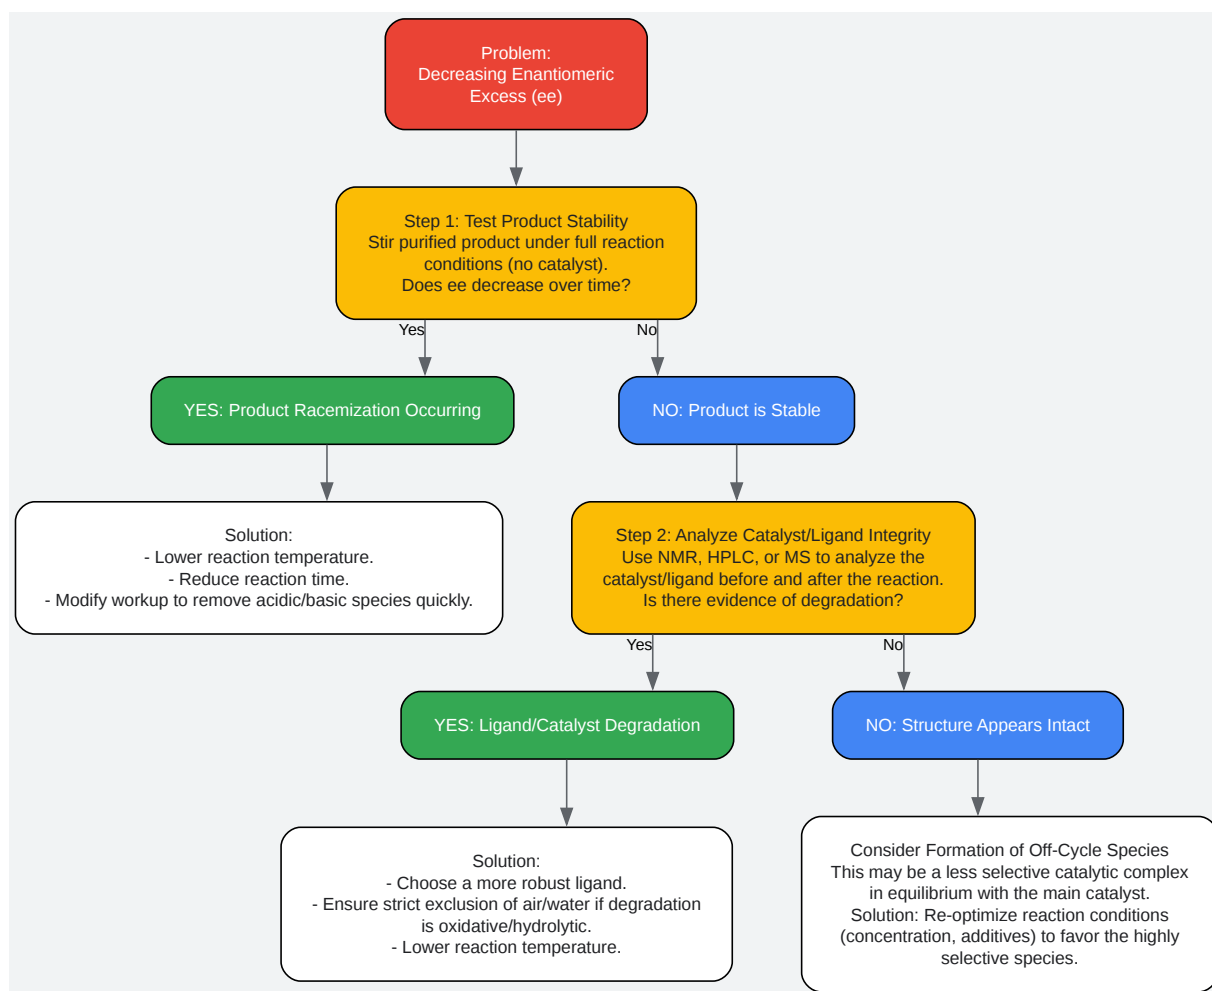 Problem:
Decreasing Enantiomeric
Excess (ee)
Step 1: Test Product Stability
Stir purified product under full reaction
conditions (no catalyst).
Does ee decrease over time?
Yes
No
YES: Product Racemization Occurring
NO: Product is Stable
Solution:
- Lower reaction temperature.
- Reduce reaction time.
- Modify workup to remove acidic/basic species quickly.
Step 2: Analyze Catalyst/Ligand Integrity
Use NMR, HPLC, or MS to analyze the
catalyst/ligand before and after the reaction.
Is there evidence of degradation?
Yes
No
YES: Ligand/Catalyst Degradation
NO: Structure Appears Intact
Solution:
- Choose a more robust ligand.
- Ensure strict exclusion of air/water if degradation
is oxidative/hydrolytic.
- Lower reaction temperature.
Consider Formation of Off-Cycle Species
This may be a less selective catalytic complex
in equilibrium with the main catalyst.
Solution: Re-optimize reaction conditions
(concentration, additives) to favor the highly
selective species.